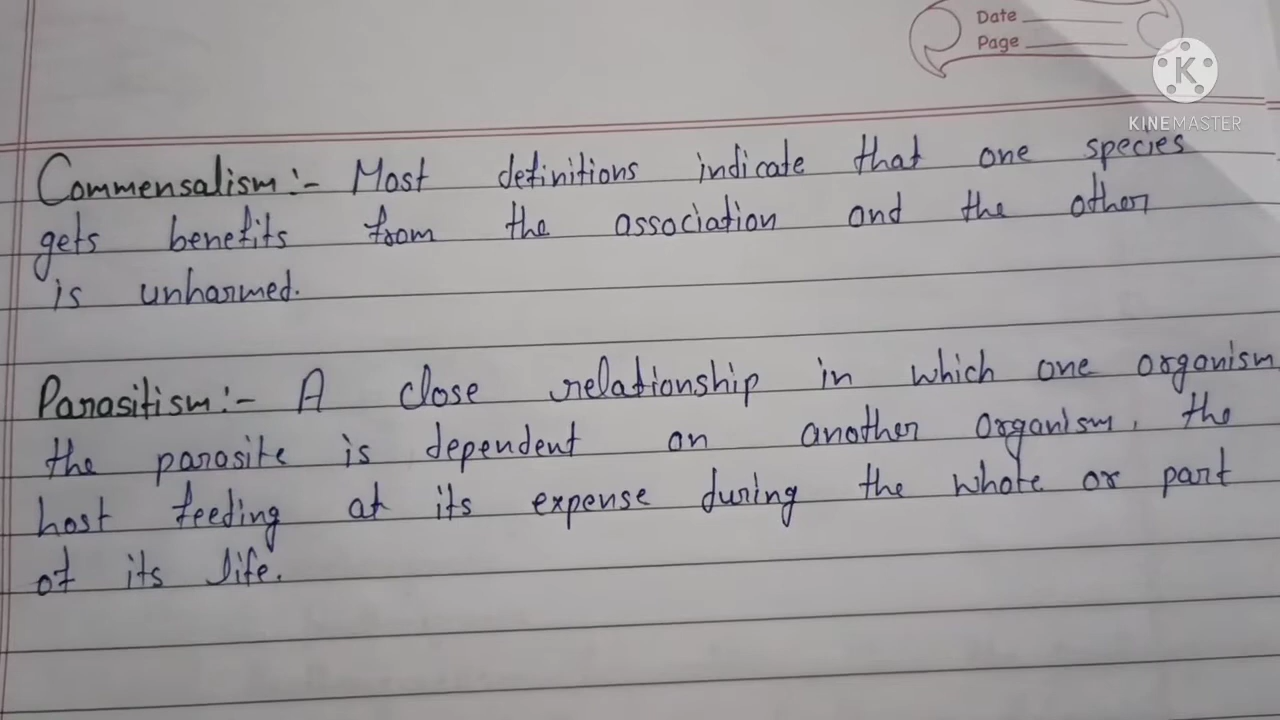 Date
Page
K
KINEMASTER
Commensalism:- Most definitions indicate that one species
gets benefits from the association and the other
is unharmed.
Parasitism:- A close relationship in which one organism
the parasite is dependent on another organism, the
host feeding at its expense during the whole or part
of its life.